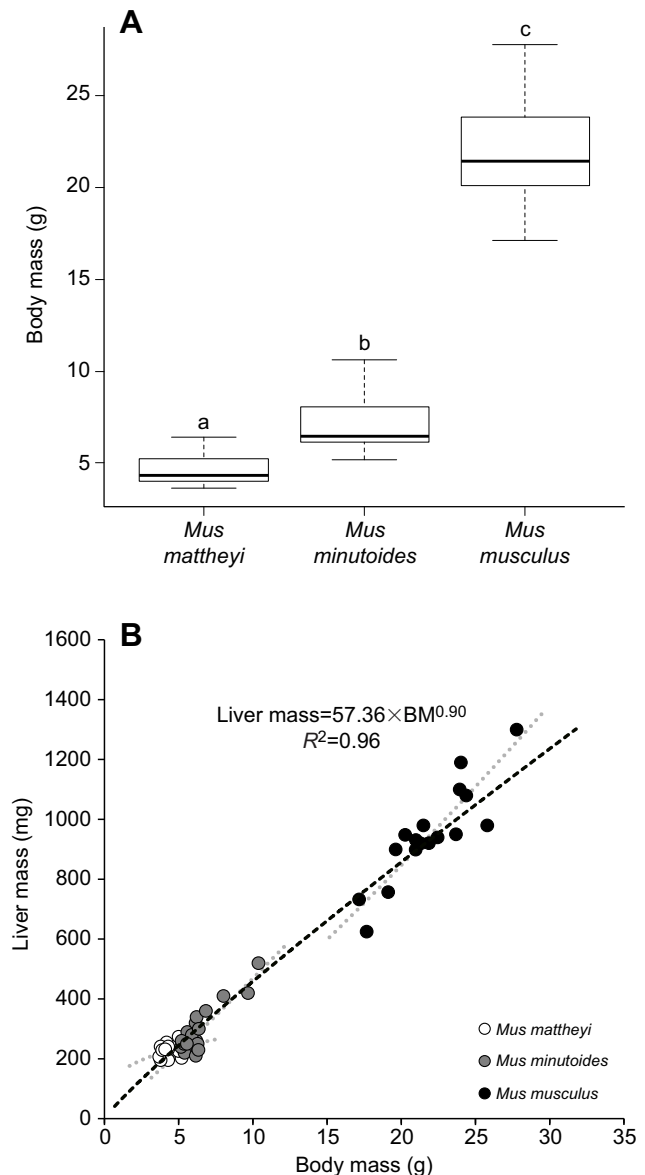 A
c
b
a
Body mass (g)
25
20
15
10
5
Mus
mattheyi
Mus
minutoides
Mus
musculus
B
Liver mass=57.36×BM^0.90
R²=0.96
Liver mass (mg)
1600
1400
1200
1000
800
600
400
200
0
Mus mattheyi
Mus minutoides
Mus musculus
0 5 10 15 20 25 30 35
Body mass (g)